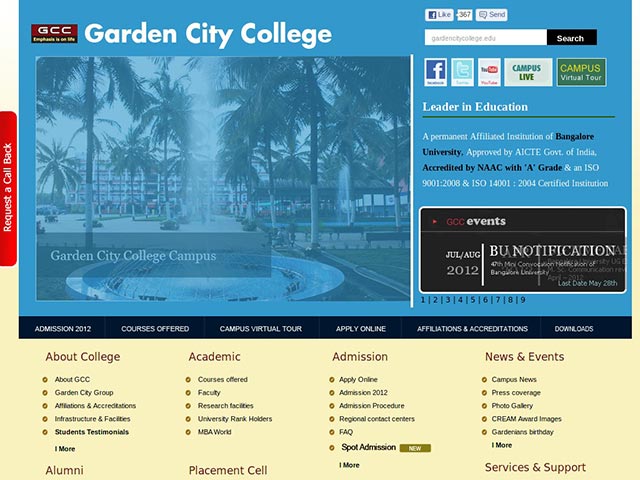 GCC
Emphasis is on life
Garden City College
Like
367
Send
gardencitycollege.edu
Search
facebook
Twitter
YouTube
CAMPUS
LIVE
CAMPUS
Virtual Tour
Request a Call Back
Leader in Education
A permanent Affiliated Institution of Bangalore
University, Approved by AICTE Govt. of India,
Accredited by NAAC with 'A' Grade & an ISO
9001:2008 & ISO 14001 : 2004 Certified Institution
Garden City College Campus
GCC events
JUL/AUG
2012
BU NOTIFICATION
47th Mini Convocation Notification of
Bangalore University
Last Date May 28th
1 | 2 | 3 | 4 | 5 | 6 | 7 | 8 | 9
ADMISSION 2012
COURSES OFFERED
CAMPUS VIRTUAL TOUR
APPLY ONLINE
AFFILIATIONS & ACCREDITATIONS
DOWNLOADS
About College
About GCC
Garden City Group
Affiliations & Accreditations
Infrastructure & Facilities
Students Testimonials
I More
Alumni
Academic
Courses offered
Faculty
Research facilities
University Rank Holders
MBA World
Placement Cell
Admission
Apply Online
Admission 2012
Admission Procedure
Regional contact centers
FAQ
Spot Admission NEW
I More
News & Events
Campus News
Press coverage
Photo Gallery
CREAM Award Images
Gardenians birthday
I More
Services & Support